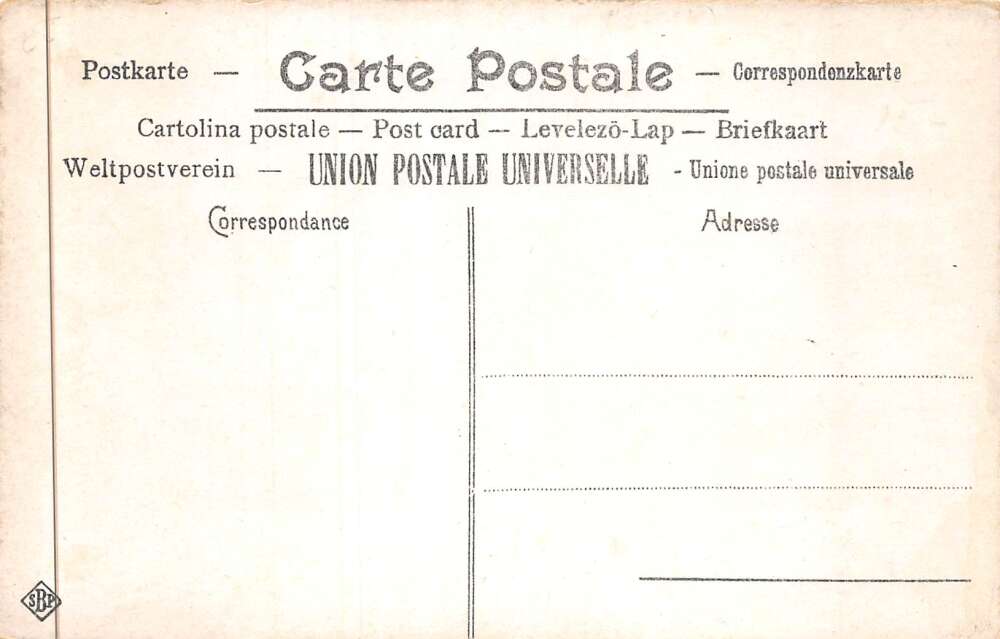 Postkarte — Carte Postale — Correspondenzkarte
Cartolina postale — Post card — Levelezõ-Lap — Briefkaart
Weltpostverein — UNION POSTALE UNIVERSELLE - Unione postale universale
Correspondance
Adresse
SBP